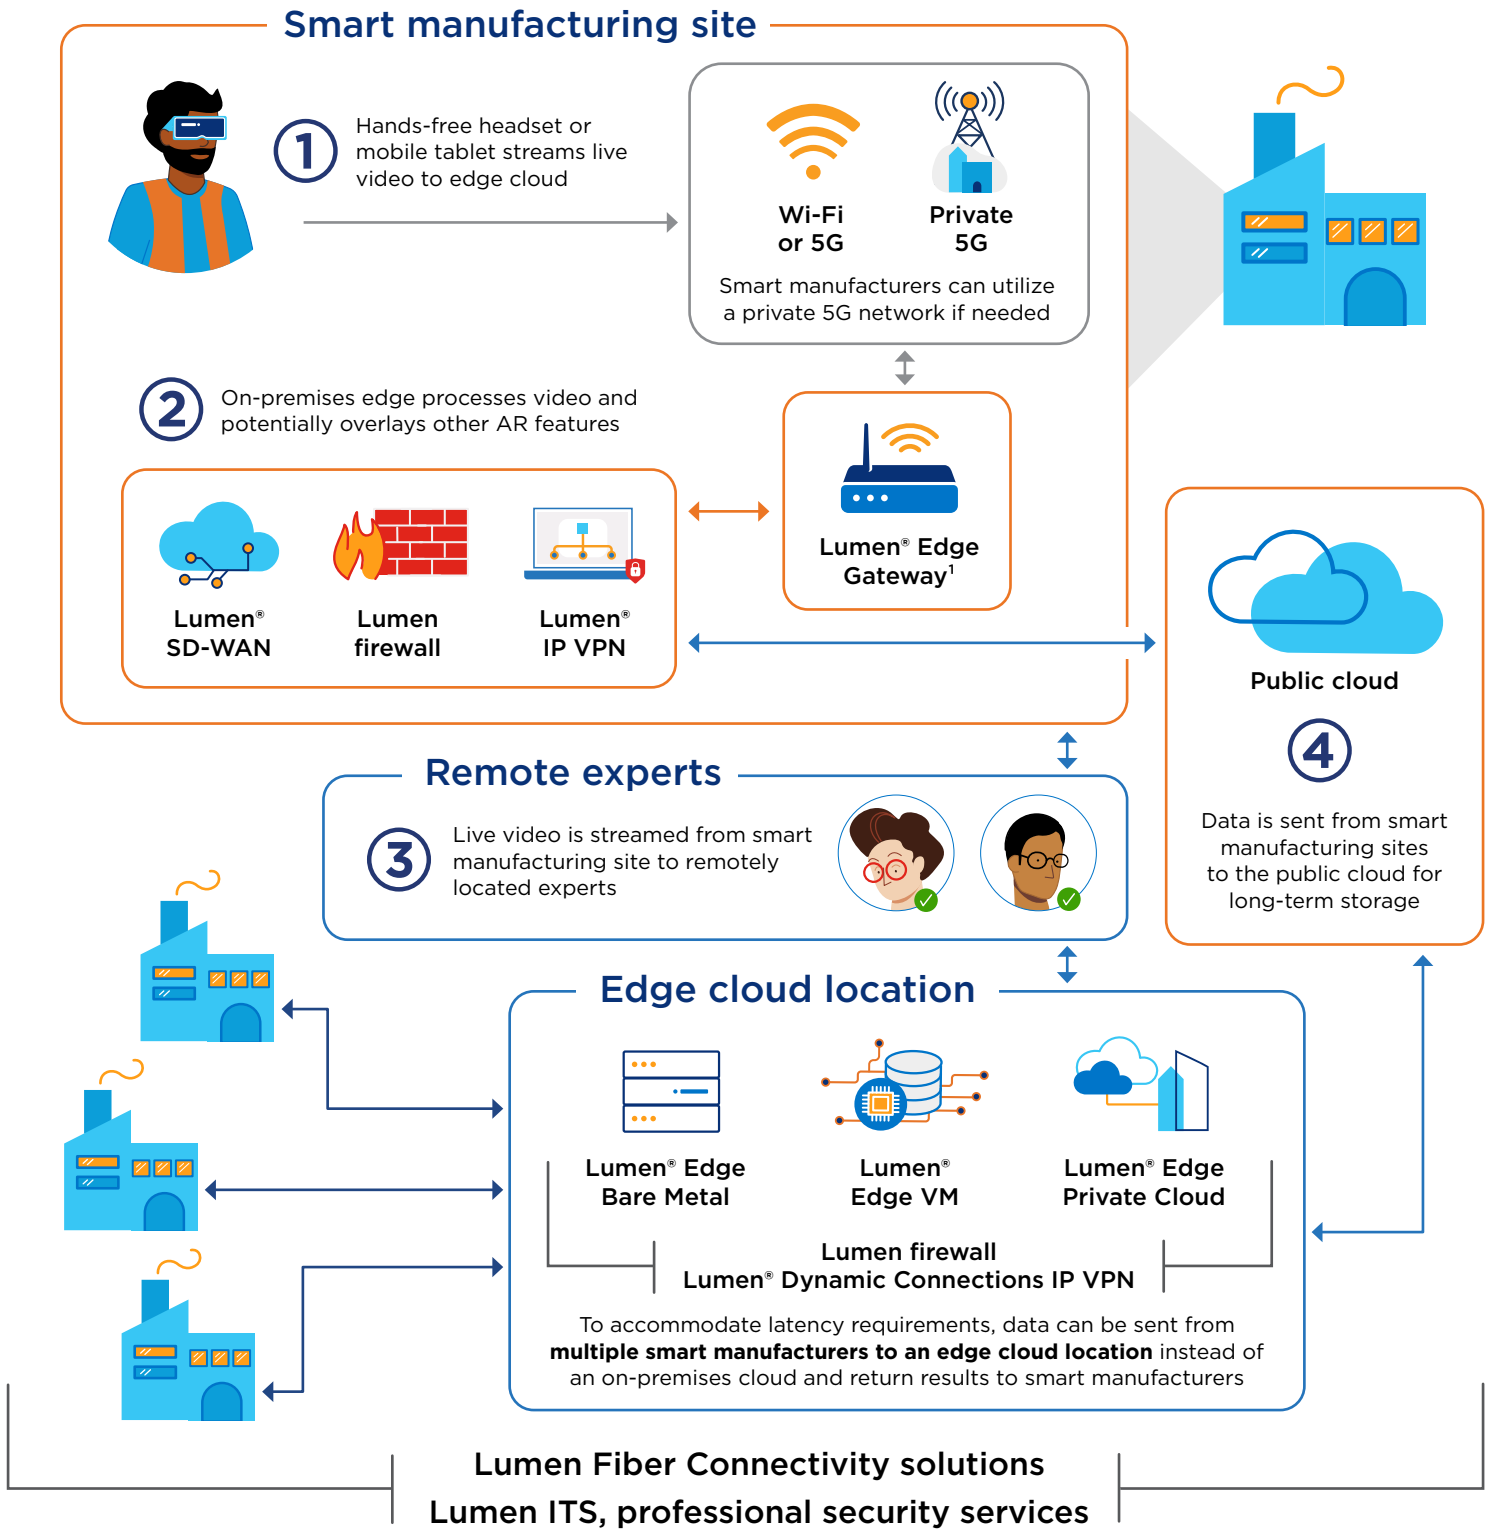 Smart manufacturing site
1
Hands-free headset or
mobile tablet streams live
video to edge cloud
Wi-Fi
or 5G
Private
5G
Smart manufacturers can utilize
a private 5G network if needed
2
On-premises edge processes video and
potentially overlays other AR features
Lumen®
SD-WAN
Lumen
firewall
Lumen®
IP VPN
Lumen® Edge
Gateway¹
Public cloud
4
Data is sent from smart
manufacturing sites
to the public cloud for
long-term storage
Remote experts
3
Live video is streamed from smart
manufacturing site to remotely
located experts
Edge cloud location
Lumen® Edge
Bare Metal
Lumen®
Edge VM
Lumen® Edge
Private Cloud
Lumen firewall
Lumen® Dynamic Connections IP VPN
To accommodate latency requirements, data can be sent from
multiple smart manufacturers to an edge cloud location instead of
an on-premises cloud and return results to smart manufacturers
Lumen Fiber Connectivity solutions
Lumen ITS, professional security services